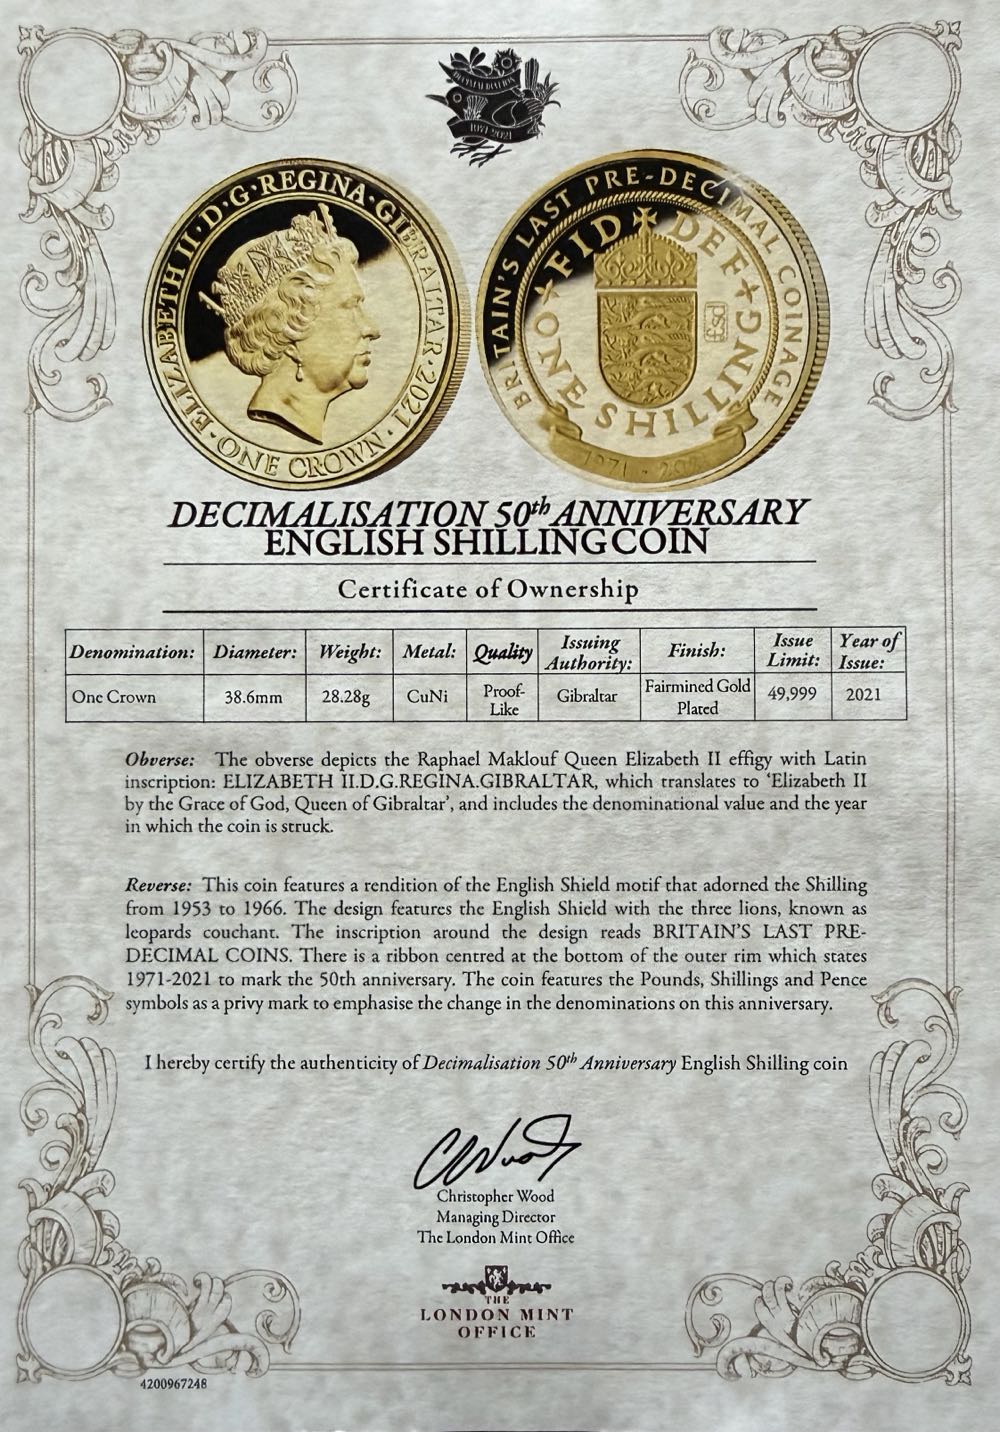 DECIMALISATION
1971-2021
·ELIZABETH II·D·G·REGINA·GIBRALTAR·2021
·ONE CROWN·
BRITAIN'S LAST PRE-DECIMAL COINAGE
FID DEF
ONE SHILLING
1971 · 2021
DECIMALISATION 50th ANNIVERSARY
ENGLISH SHILLING COIN
Certificate of Ownership
Denomination: Diameter: Weight: Metal: Quality Issuing Authority: Finish: Issue Limit: Year of Issue:
One Crown 38.6mm 28.28g CuNi Proof-Like Gibraltar Fairmined Gold Plated 49,999 2021
Obverse: The obverse depicts the Raphael Maklouf Queen Elizabeth II effigy with Latin
inscription: ELIZABETH II.D.G.REGINA.GIBRALTAR, which translates to 'Elizabeth II
by the Grace of God, Queen of Gibraltar', and includes the denominational value and the year
in which the coin is struck.
Reverse: This coin features a rendition of the English Shield motif that adorned the Shilling
from 1953 to 1966. The design features the English Shield with the three lions, known as
leopards couchant. The inscription around the design reads BRITAIN'S LAST PRE-
DECIMAL COINS. There is a ribbon centred at the bottom of the outer rim which states
1971-2021 to mark the 50th anniversary. The coin features the Pounds, Shillings and Pence
symbols as a privy mark to emphasise the change in the denominations on this anniversary.
I hereby certify the authenticity of Decimalisation 50th Anniversary English Shilling coin
Christopher Wood
Managing Director
The London Mint Office
THE
LONDON MINT
OFFICE
4200967248